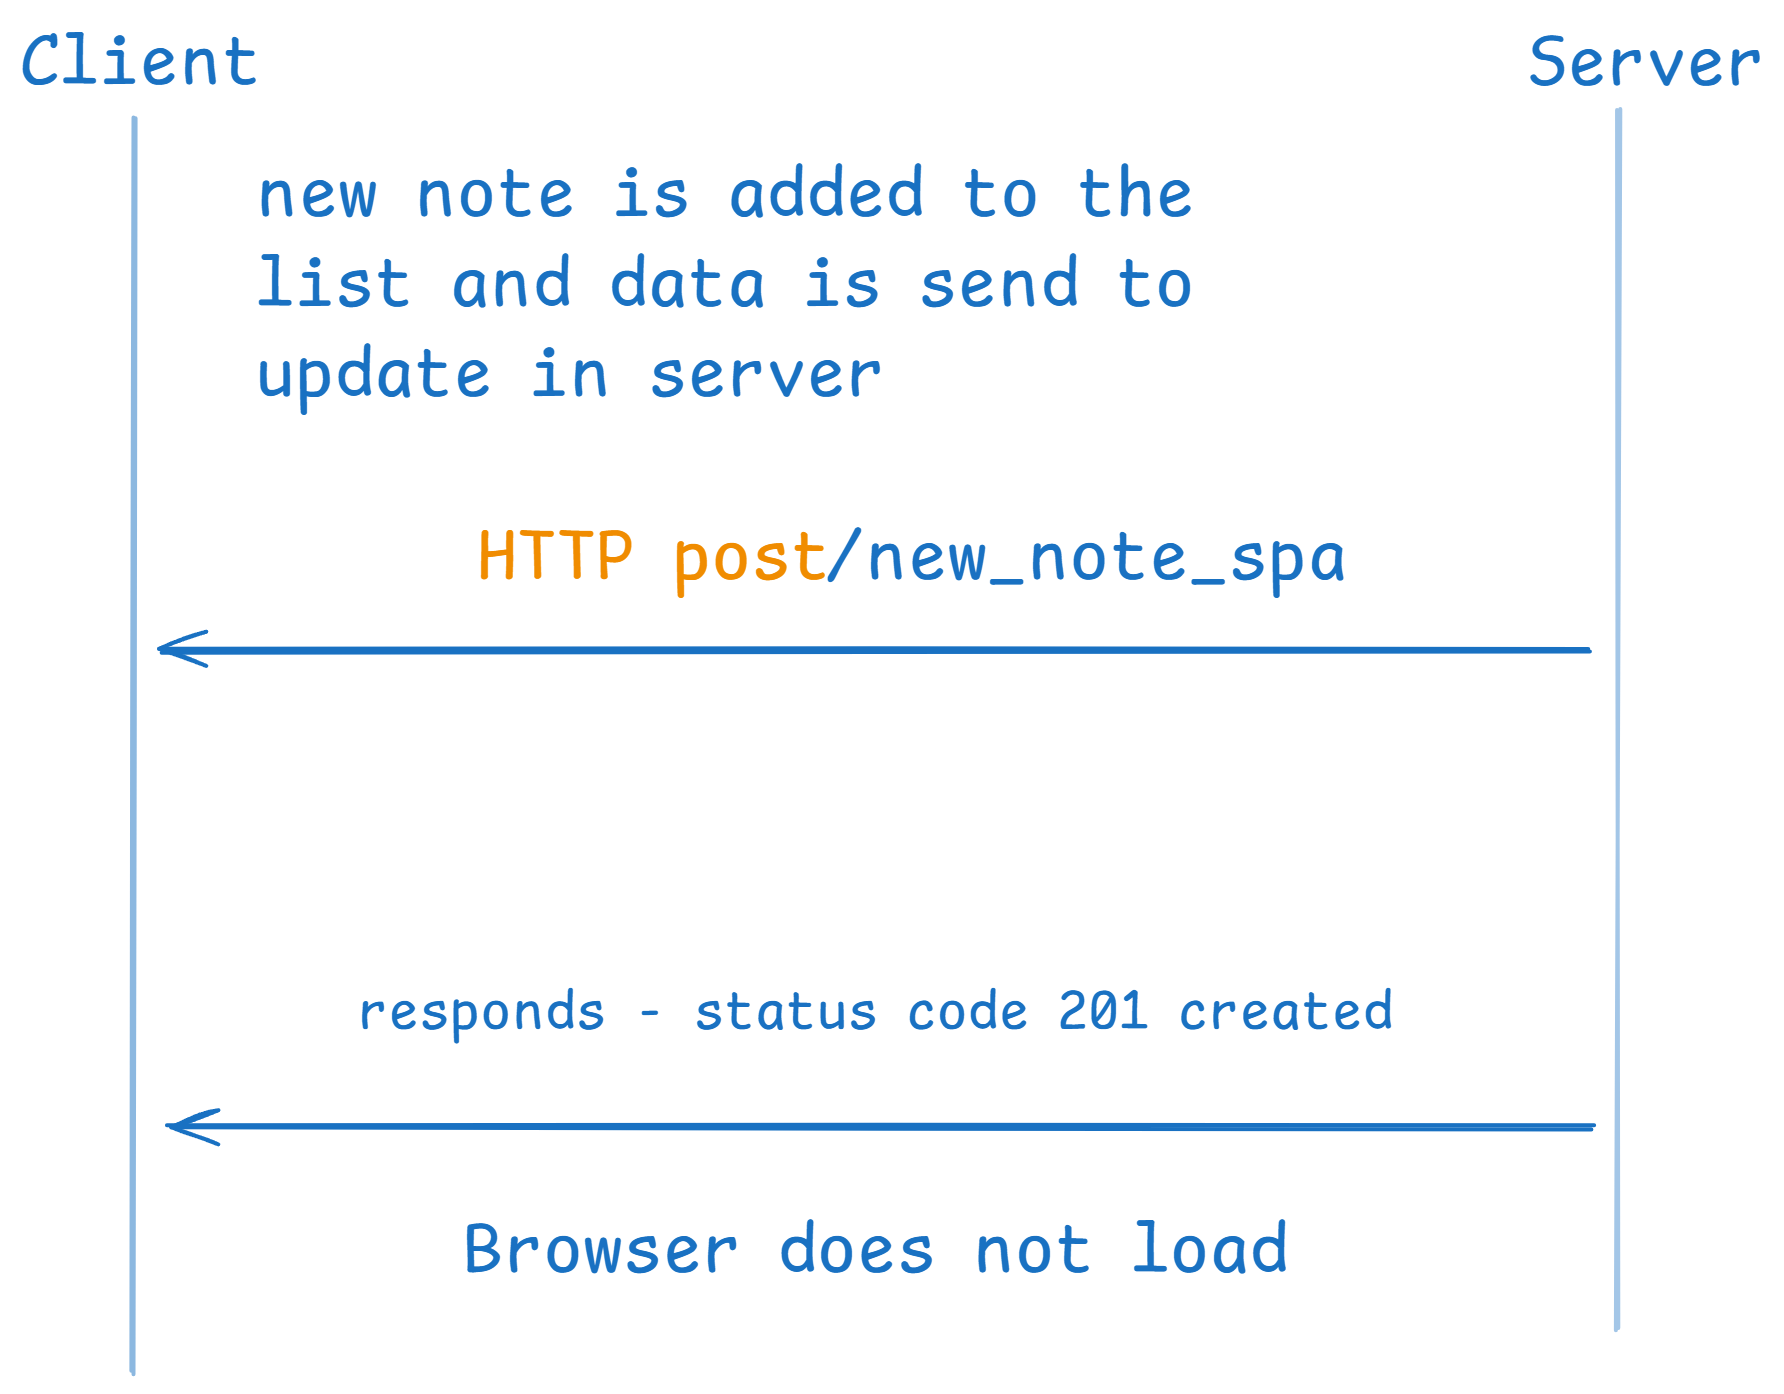 Client
Server
new note is added to the
list and data is send to
update in server
HTTP post/new_note_spa
responds - status code 201 created
Browser does not load